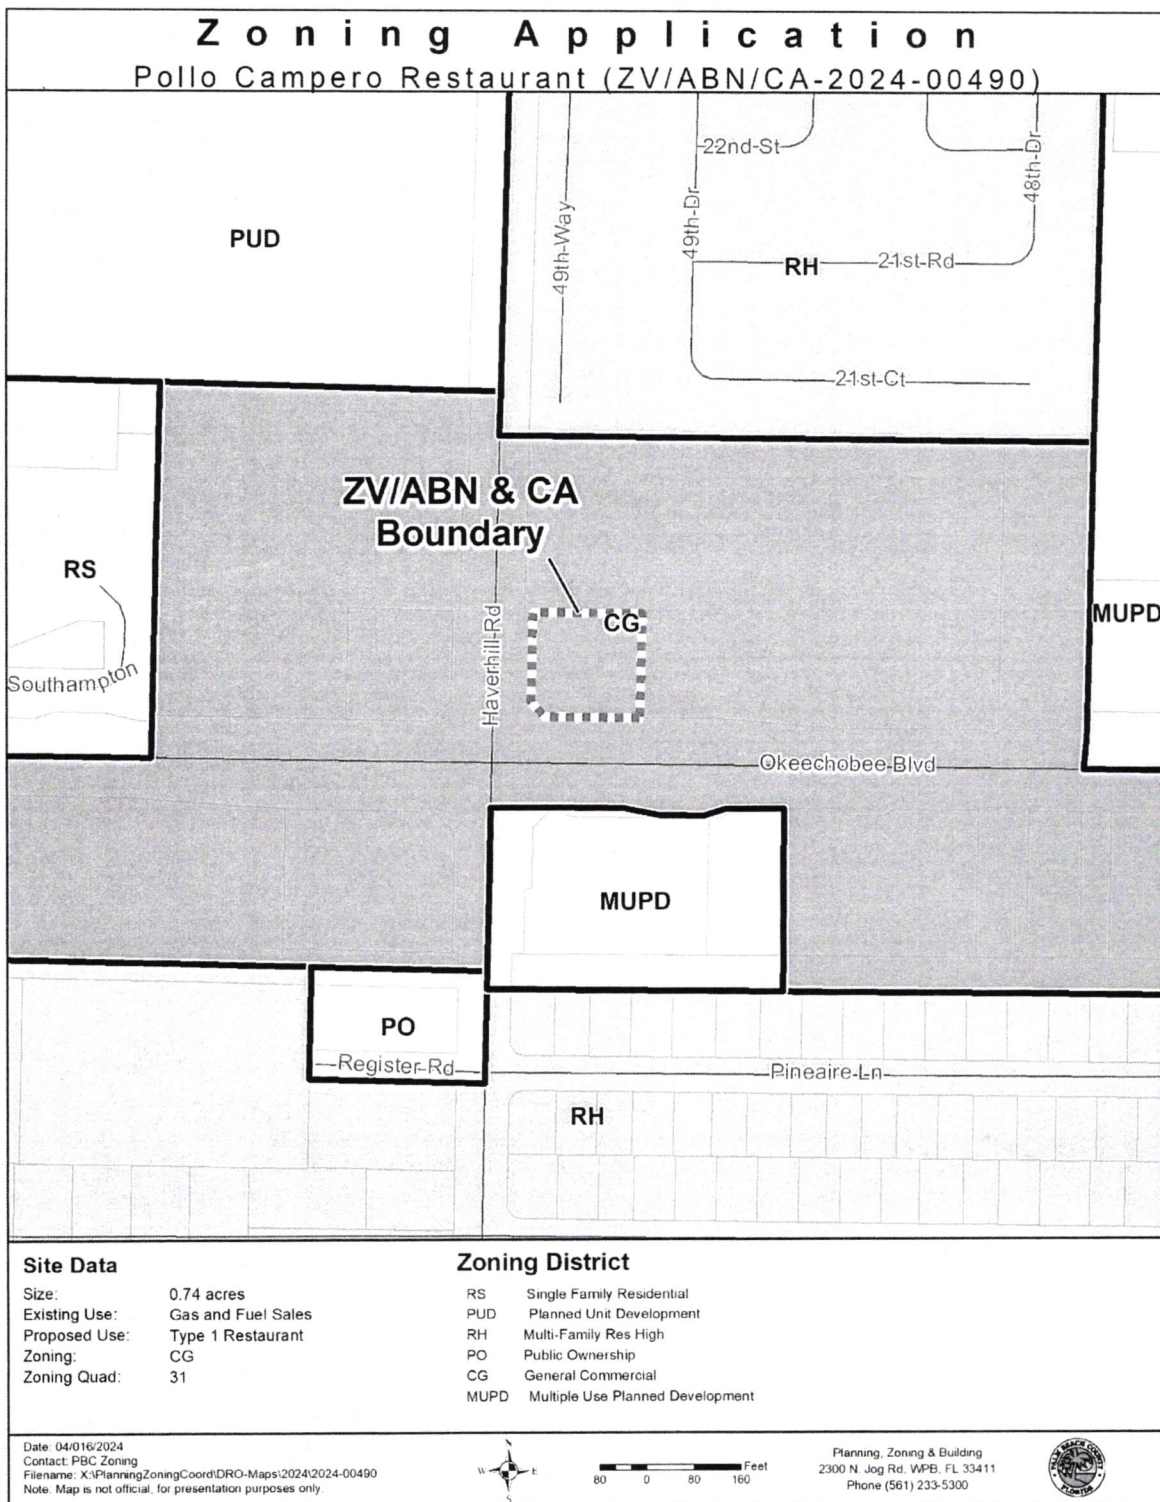 Zoning Application
Pollo Campero Restaurant (ZV/ABN/CA-2024-00490)
22nd-St
48th-Dr
49th-Dr
49th-Way
PUD
RH
21st-Rd
21st-Ct
ZV/ABN & CA
Boundary
RS
CG
MUPD
Haverhill-Rd
Southampton
Okeechobee-Blvd
MUPD
PO
Register-Rd
Pineaire-Ln
RH
Site Data
Size: 0.74 acres
Existing Use: Gas and Fuel Sales
Proposed Use: Type 1 Restaurant
Zoning: CG
Zoning Quad: 31
Zoning District
RS Single Family Residential
PUD Planned Unit Development
RH Multi-Family Res High
PO Public Ownership
CG General Commercial
MUPD Multiple Use Planned Development
Date: 04/016/2024
Contact: PBC Zoning
Filename: X:\PlanningZoningCoord\DRO-Maps\2024\2024-00490
Note: Map is not official, for presentation purposes only.
N
W E
S
Feet
80 0 80 160
Planning, Zoning & Building
2300 N. Jog Rd, WPB, FL 33411
Phone (561) 233-5300
PALM BEACH COUNTY
FLORIDA